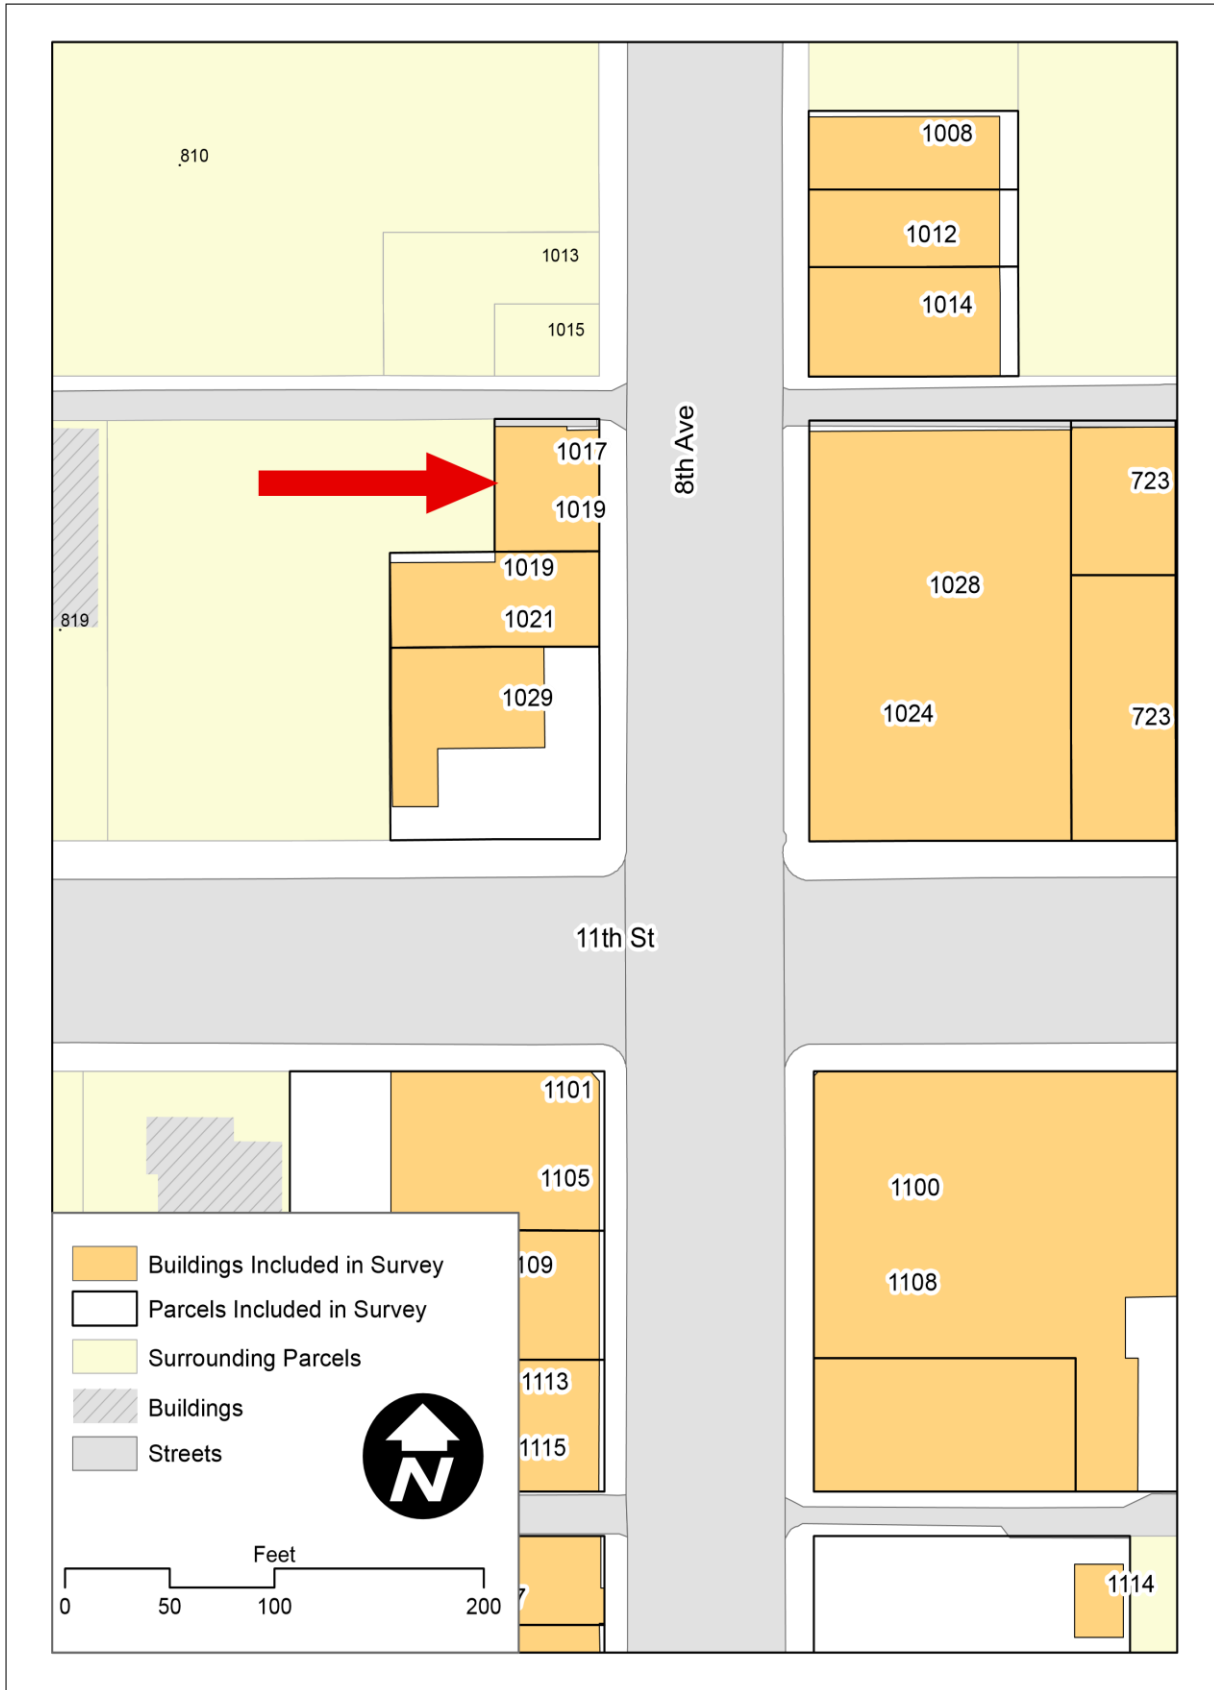 810
1008
1012
1013
1014
1015
8th Ave
1017
723
1019
1019
1028
1021
819
1029
1024
723
11th St
1101
1105
1100
109
1108
1113
1115
7
1114
Buildings Included in Survey
Parcels Included in Survey
Surrounding Parcels
Buildings
Streets
N
Feet
0 50 100 200